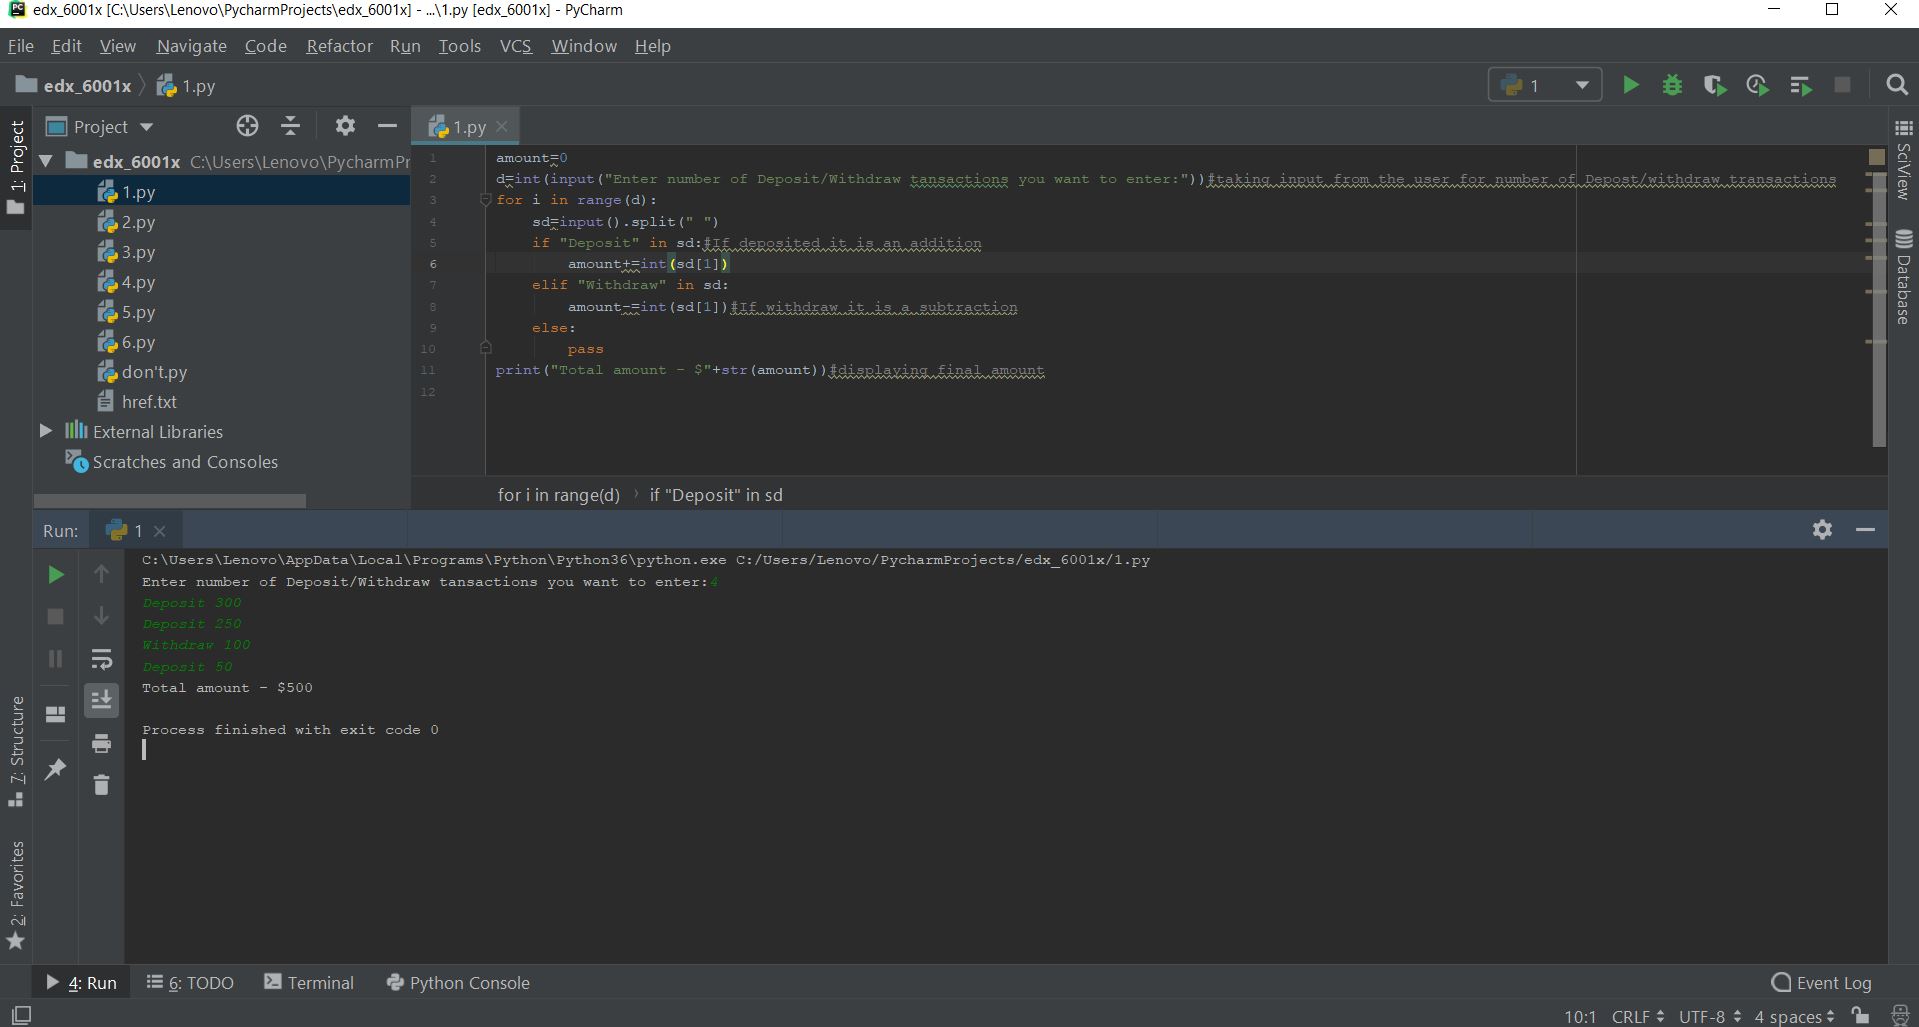 edx_6001x [C:\Users\Lenovo\PycharmProjects\edx_6001x] - ...\1.py [edx_6001x] - PyCharm
File Edit View Navigate Code Refactor Run Tools VCS Window Help
edx_6001x 1.py 1
1: Project
Project
1.py
edx_6001x C:\Users\Lenovo\PycharmPr
1.py
2.py
3.py
4.py
5.py
6.py
don't.py
href.txt
External Libraries
Scratches and Consoles
1 amount=0
2 d=int(input("Enter number of Deposit/Withdraw tansactions you want to enter:"))#taking input from the user for number of Depost/withdraw transactions
3 for i in range(d):
4 sd=input().split(" ")
5 if "Deposit" in sd:#If deposited it is an addition
6 amount+=int(sd[1])
7 elif "Withdraw" in sd:
8 amount-=int(sd[1])#If withdraw it is a subtraction
9 else:
10 pass
11 print("Total amount - $"+str(amount))#displaying final amount
12
for i in range(d) › if "Deposit" in sd
SciView
Database
Run: 1
C:\Users\Lenovo\AppData\Local\Programs\Python\Python36\python.exe C:/Users/Lenovo/PycharmProjects/edx_6001x/1.py
Enter number of Deposit/Withdraw tansactions you want to enter:4
Deposit 300
Deposit 250
Withdraw 100
Deposit 50
Total amount - $500
Process finished with exit code 0
7: Structure
2: Favorites
4: Run 6: TODO Terminal Python Console Event Log
10:1 CRLF UTF-8 4 spaces